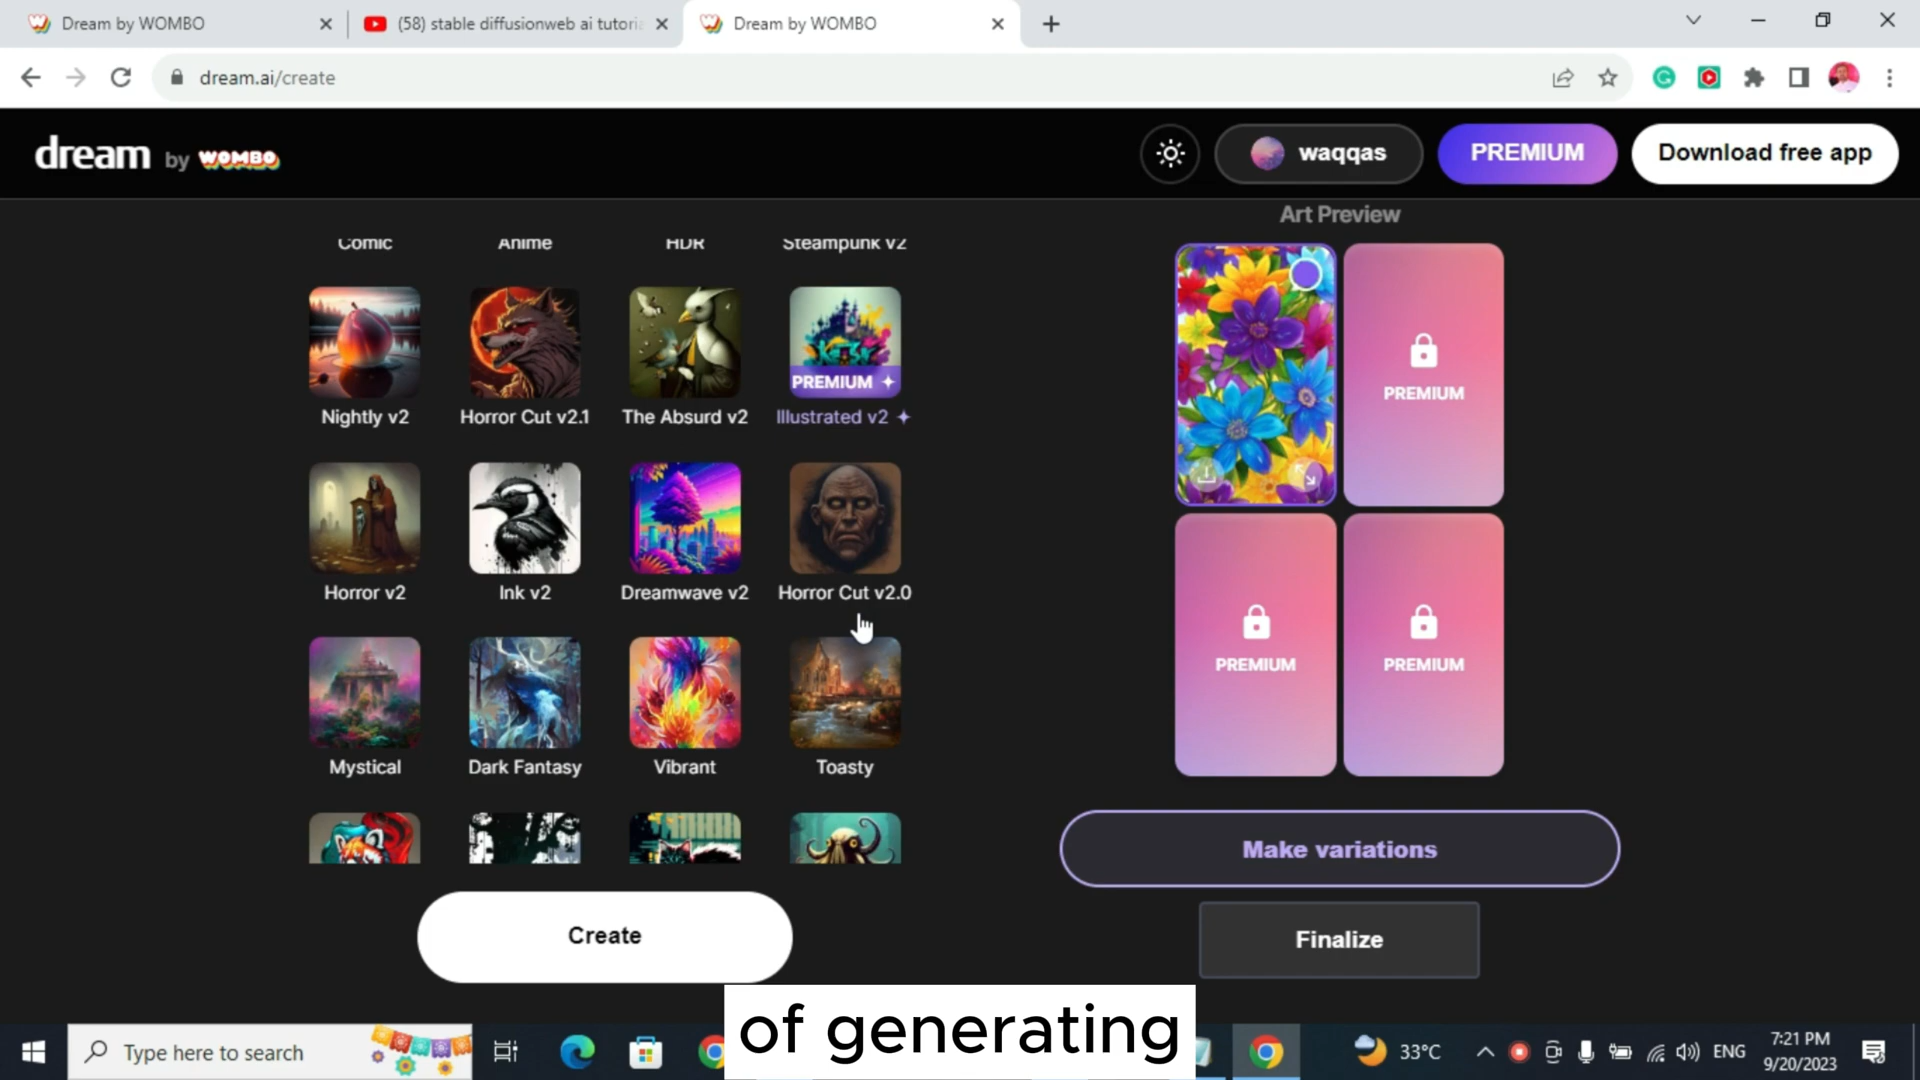 Dream by WOMBO
(58) stable diffusionweb ai tutoria
Dream by WOMBO
dream.ai/create
dream by WOMBO
waqqas
PREMIUM
Download free app
Comic
Anime
HDR
Steampunk v2
Art Preview
PREMIUM
Nightly v2
Horror Cut v2.1
The Absurd v2
Illustrated v2
PREMIUM
Horror v2
Ink v2
Dreamwave v2
Horror Cut v2.0
PREMIUM
PREMIUM
Mystical
Dark Fantasy
Vibrant
Toasty
Make variations
Create
Finalize
of generating
Type here to search
33°C
ENG
7:21 PM
9/20/2023